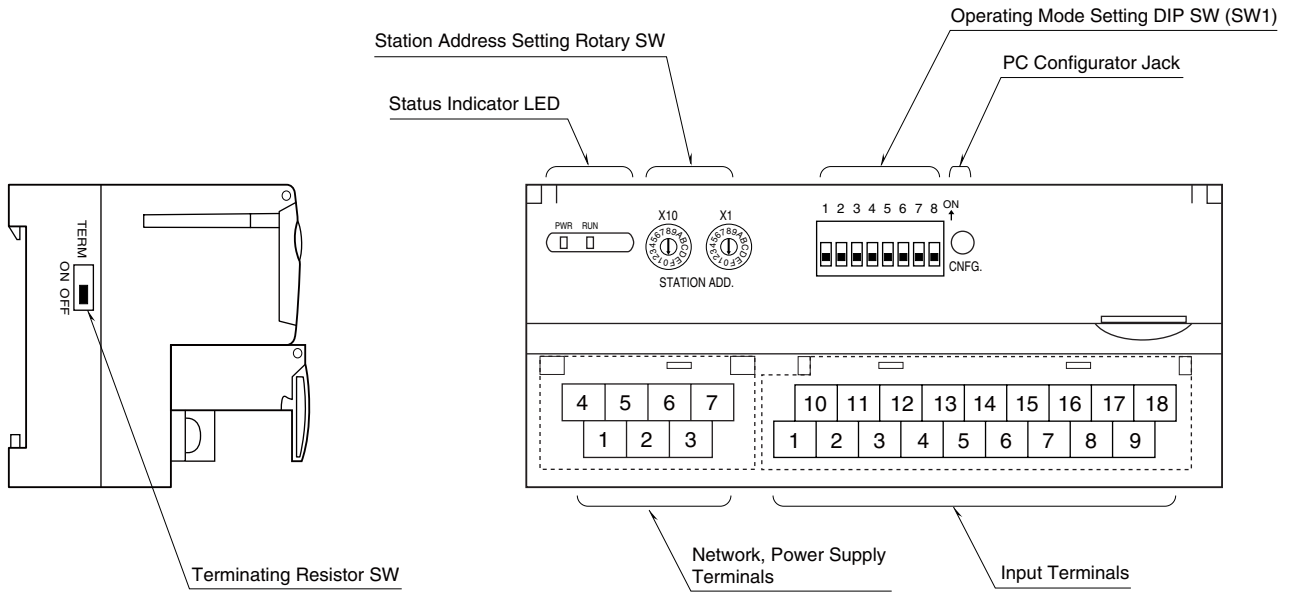 Operating Mode Setting DIP SW (SW1)
Station Address Setting Rotary SW
PC Configurator Jack
Status Indicator LED
TERM
ON OFF
PWR RUN
X10 X1
0123456789ABCDEF
0123456789ABCDEF
STATION ADD.
1 2 3 4 5 6 7 8 ON
CNFG.
4 5 6 7
1 2 3
10 11 12 13 14 15 16 17 18
1 2 3 4 5 6 7 8 9
Terminating Resistor SW
Network, Power Supply
Terminals
Input Terminals